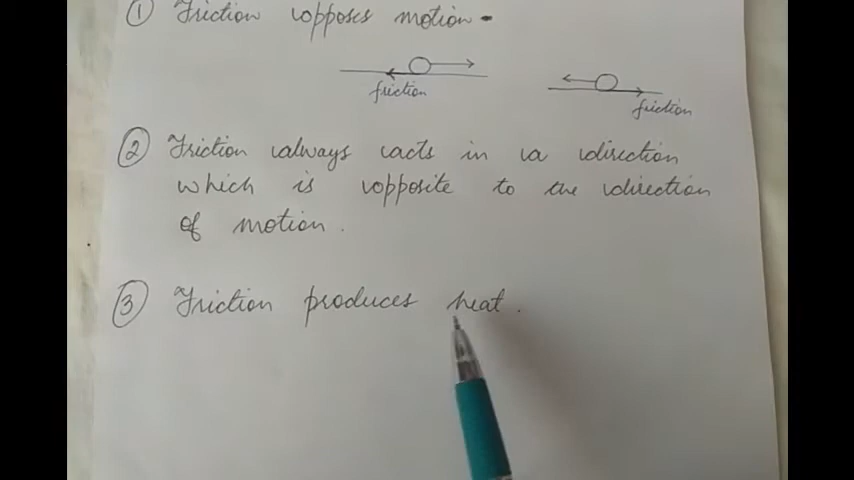 ① Friction opposes motion
friction
friction
② Friction always acts in a direction
which is opposite to the direction
of motion.
③ Friction produces heat.